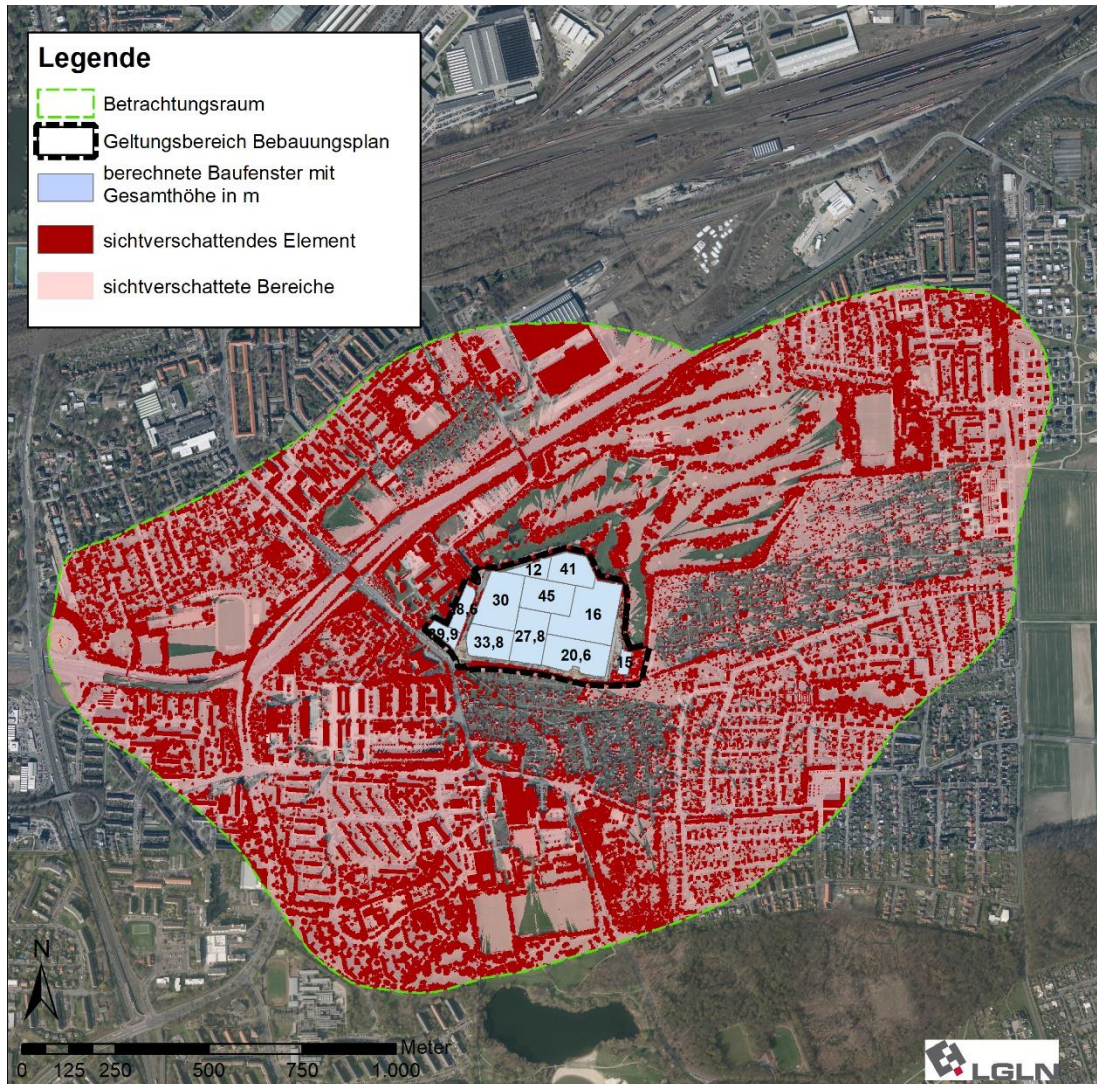 Legende
Betrachtungsraum
Geltungsbereich Bebauungsplan
berechnete Baufenster mit
Gesamthöhe in m
sichtverschattendes Element
sichtverschattete Bereiche
12
41
30
45
16
38,6
39,9
33,8
27,8
20,6
15
N
Meter
0 125 250 500 750 1.000
LGLN